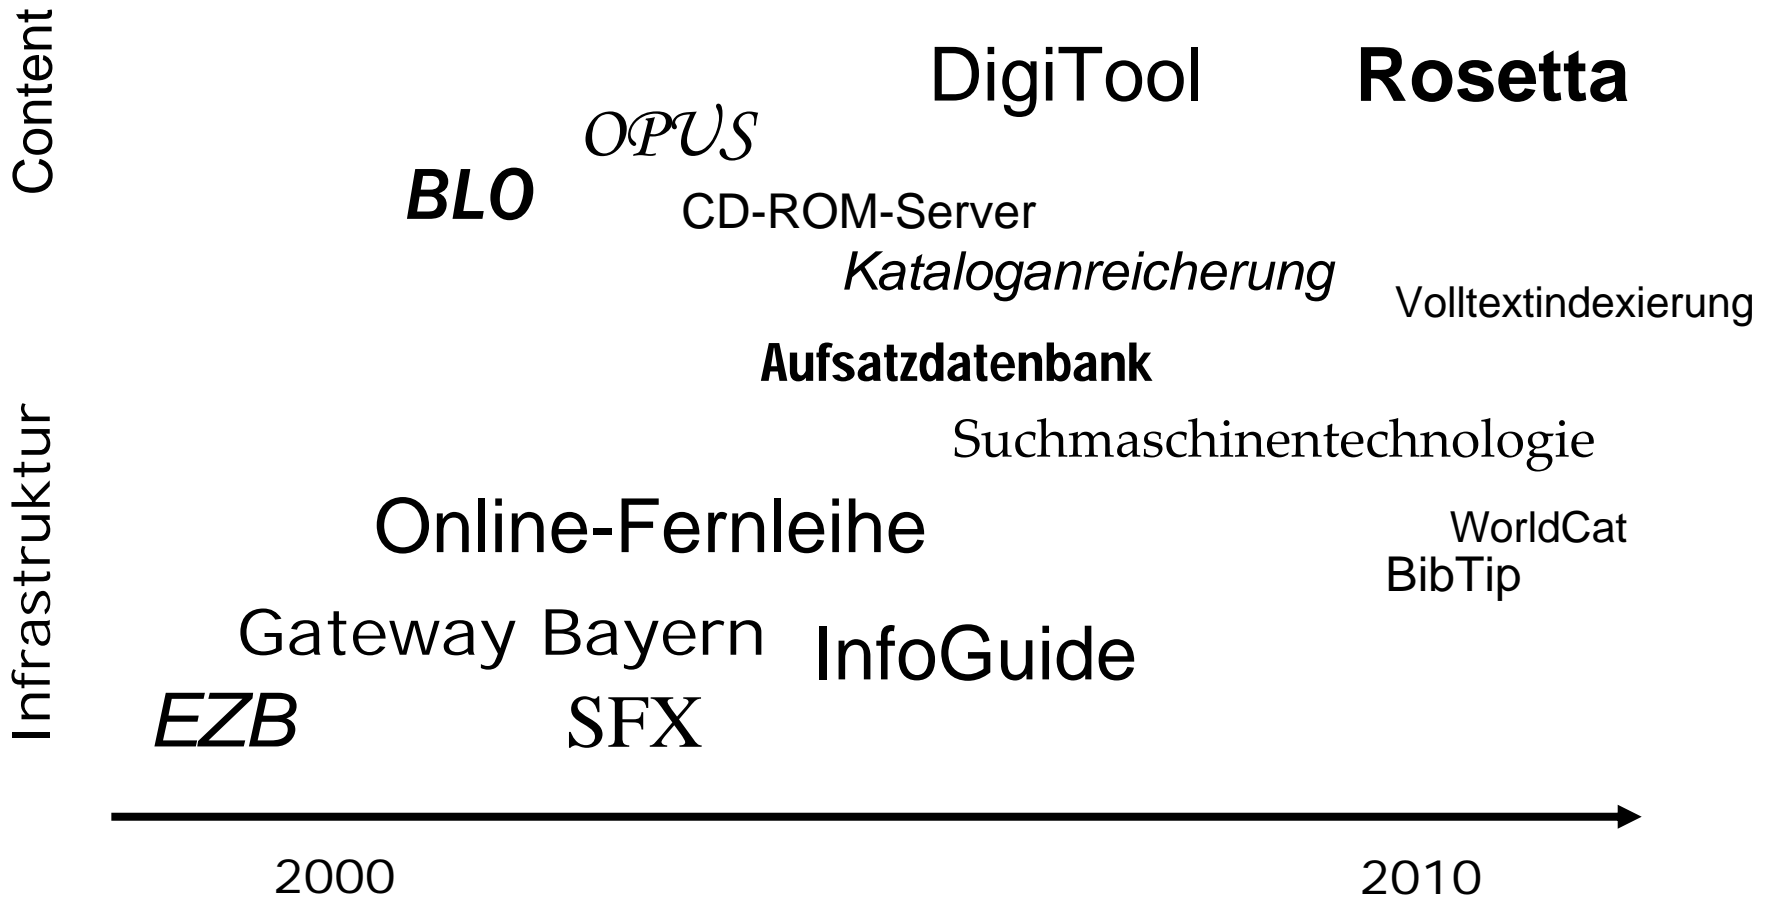 Content
DigiTool
Rosetta
OPUS
BLO
CD-ROM-Server
Kataloganreicherung
Volltextindexierung
Aufsatzdatenbank
Infrastruktur
Suchmaschinentechnologie
Online-Fernleihe
WorldCat
BibTip
Gateway Bayern
InfoGuide
EZB
SFX
2000
2010